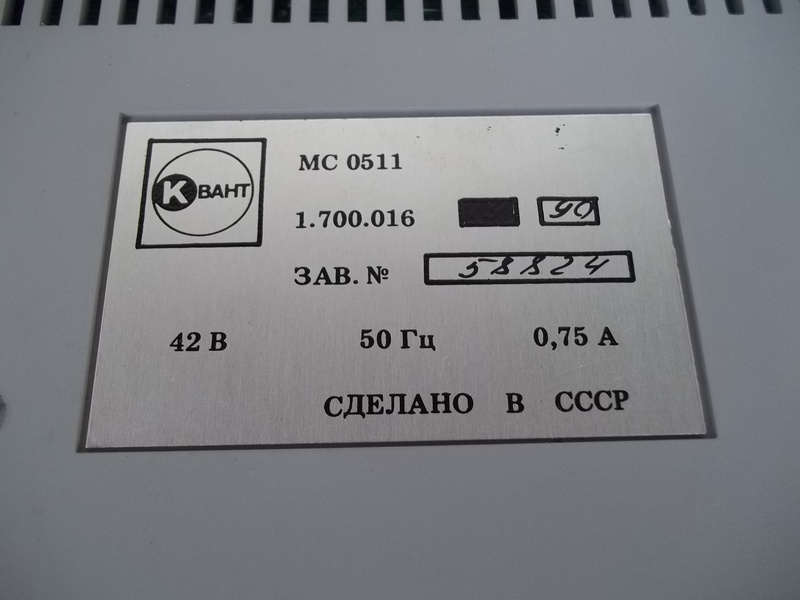 КВАНТ
МС 0511
1.700.016 90
ЗАВ. № 58824
42 В 50 Гц 0,75 А
СДЕЛАНО В СССР